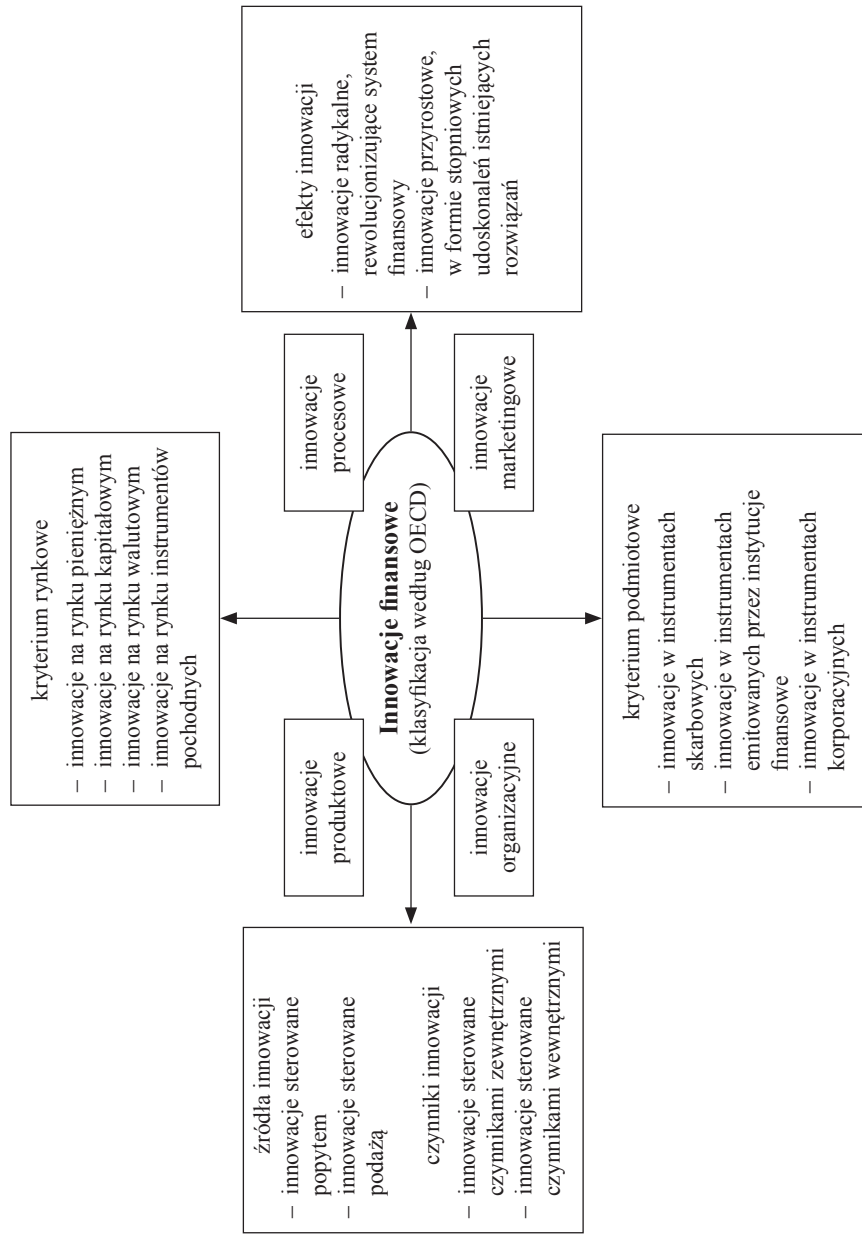 kryterium rynkowe
– innowacje na rynku pieniężnym
– innowacje na rynku kapitałowym
– innowacje na rynku walutowym
– innowacje na rynku instrumentów
pochodnych
źródła innowacji
– innowacje sterowane
popytem
– innowacje sterowane
podażą
czynniki innowacji
– innowacje sterowane
czynnikami zewnętrznymi
– innowacje sterowane
czynnikami wewnętrznymi
innowacje
produktowe
innowacje
procesowe
Innowacje finansowe
(klasyfikacja według OECD)
innowacje
organizacyjne
innowacje
marketingowe
efekty innowacji
– innowacje radykalne,
rewolucjonizujące system
finansowy
– innowacje przyrostowe,
w formie stopniowych
udoskonaleń istniejących
rozwiązań
kryterium podmiotowe
– innowacje w instrumentach
skarbowych
– innowacje w instrumentach
emitowanych przez instytucje
finansowe
– innowacje w instrumentach
korporacyjnych